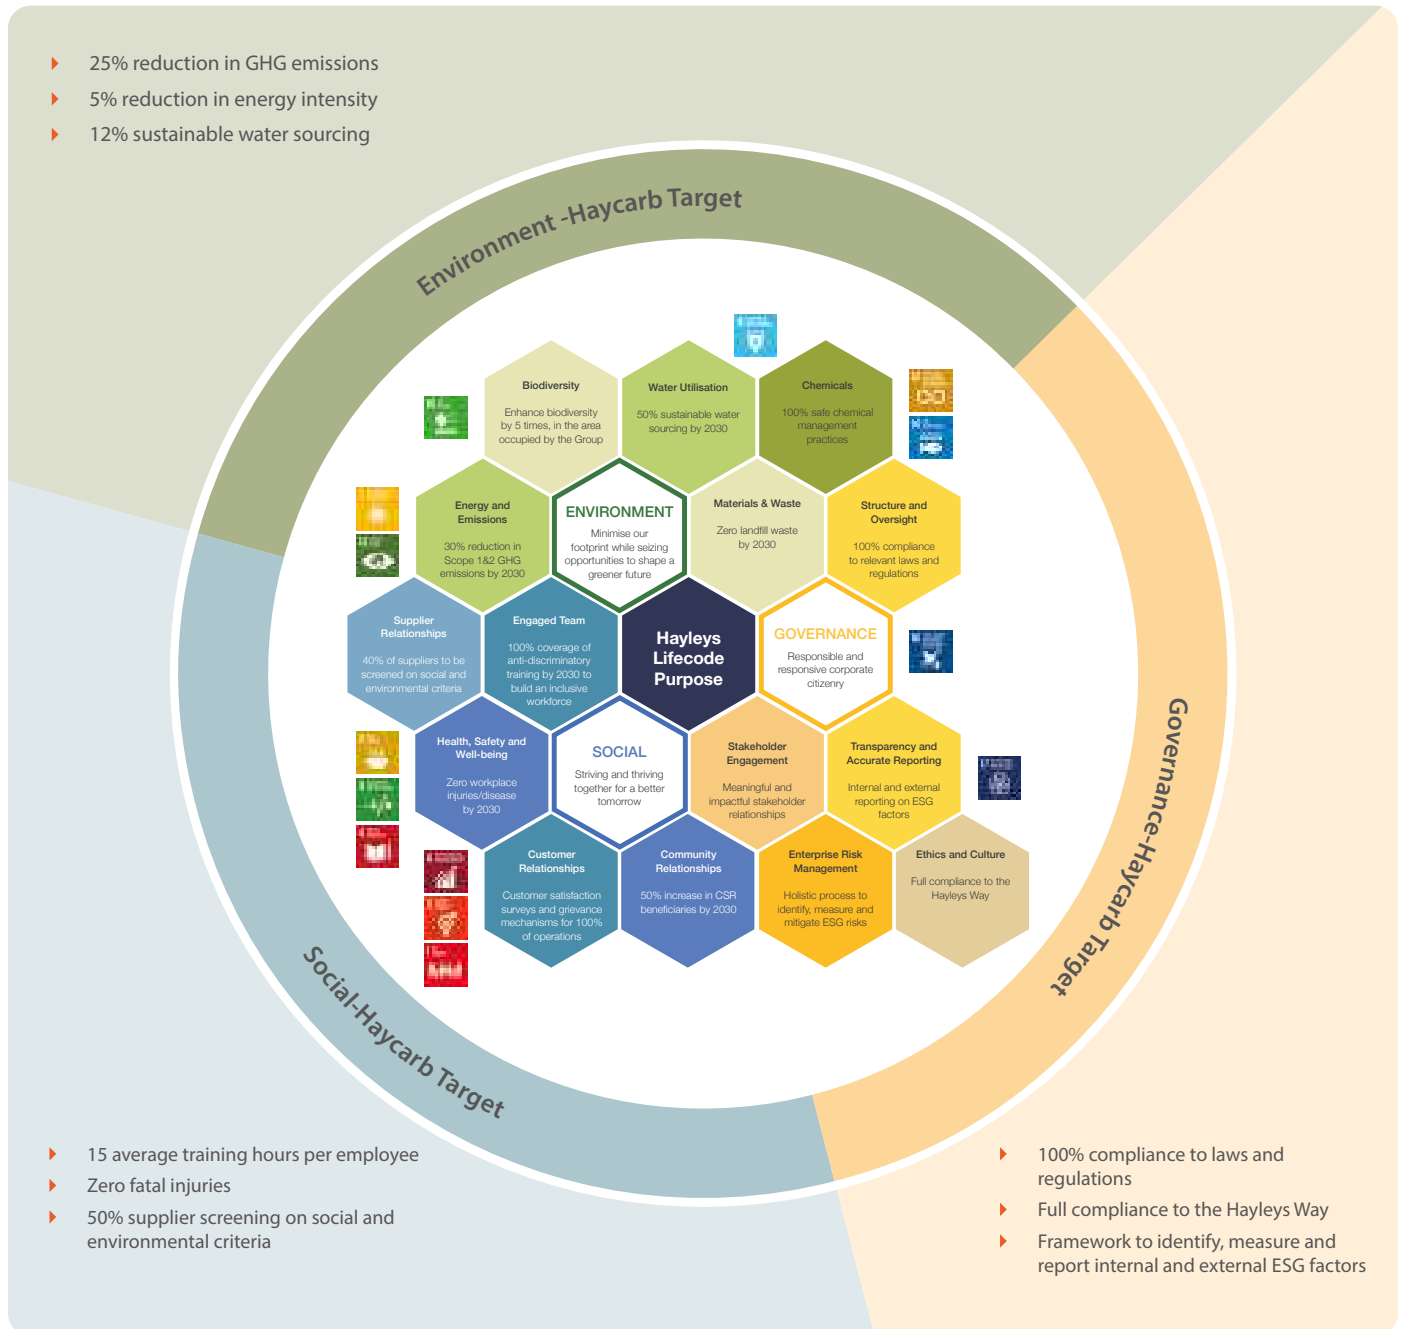 25% reduction in GHG emissions
5% reduction in energy intensity
12% sustainable water sourcing
Environment -Haycarb Target
Biodiversity
Enhance biodiversity
by 5 times, in the area
occupied by the Group
Water Utilisation
50% sustainable water
sourcing by 2030
Chemicals
100% safe chemical
management
practices
Energy and
Emissions
30% reduction in
Scope 1&2 GHG
emissions by 2030
ENVIRONMENT
Minimise our
footprint while seizing
opportunities to shape a
greener future
Materials & Waste
Zero landfill waste
by 2030
Structure and
Oversight
100% compliance
to relevant laws and
regulations
Supplier
Relationships
40% of suppliers to be
screened on social and
environmental criteria
Engaged Team
100% coverage of
anti-discriminatory
training by 2030 to
build an inclusive
workforce
Hayleys
Lifecode
Purpose
GOVERNANCE
Responsible and
responsive corporate
citizenry
Health, Safety and
Well-being
Zero workplace
injuries/disease
by 2030
SOCIAL
Striving and thriving
together for a better
tomorrow
Stakeholder
Engagement
Meaningful and
impactful stakeholder
relationships
Transparency and
Accurate Reporting
Internal and external
reporting on ESG
factors
Customer
Relationships
Customer satisfaction
surveys and grievance
mechanisms for 100%
of operations
Community
Relationships
50% increase in CSR
beneficiaries by 2030
Enterprise Risk
Management
Holistic process to
identify, measure and
mitigate ESG risks
Ethics and Culture
Full compliance to the
Hayleys Way
Governance-Haycarb Target
Social-Haycarb Target
15 average training hours per employee
Zero fatal injuries
50% supplier screening on social and
environmental criteria
100% compliance to laws and
regulations
Full compliance to the Hayleys Way
Framework to identify, measure and
report internal and external ESG factors